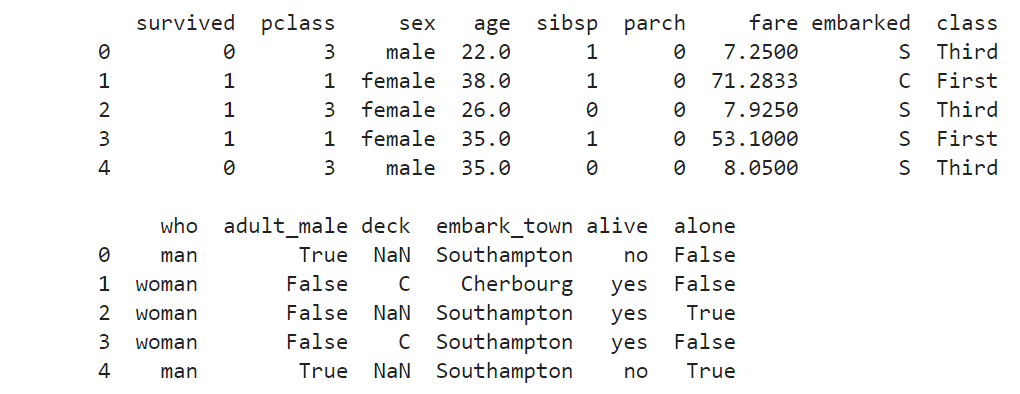 survived pclass sex age sibsp parch fare embarked class
0 0 3 male 22.0 1 0 7.2500 S Third
1 1 1 female 38.0 1 0 71.2833 C First
2 1 3 female 26.0 0 0 7.9250 S Third
3 1 1 female 35.0 1 0 53.1000 S First
4 0 3 male 35.0 0 0 8.0500 S Third
who adult_male deck embark_town alive alone
0 man True NaN Southampton no False
1 woman False C Cherbourg yes False
2 woman False NaN Southampton yes True
3 woman False C Southampton yes False
4 man True NaN Southampton no True